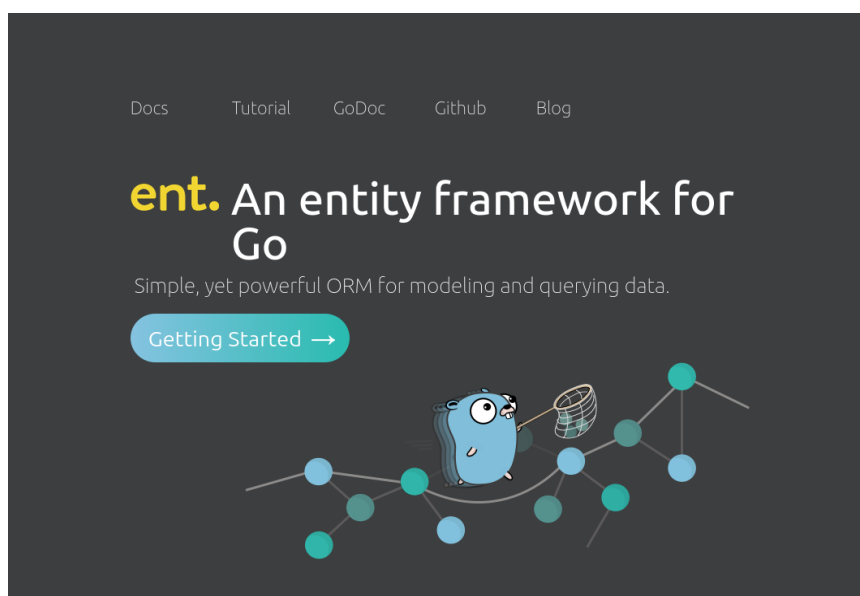 Docs Tutorial GoDoc Github Blog
ent. An entity framework for
Go
Simple, yet powerful ORM for modeling and querying data.
Getting Started →